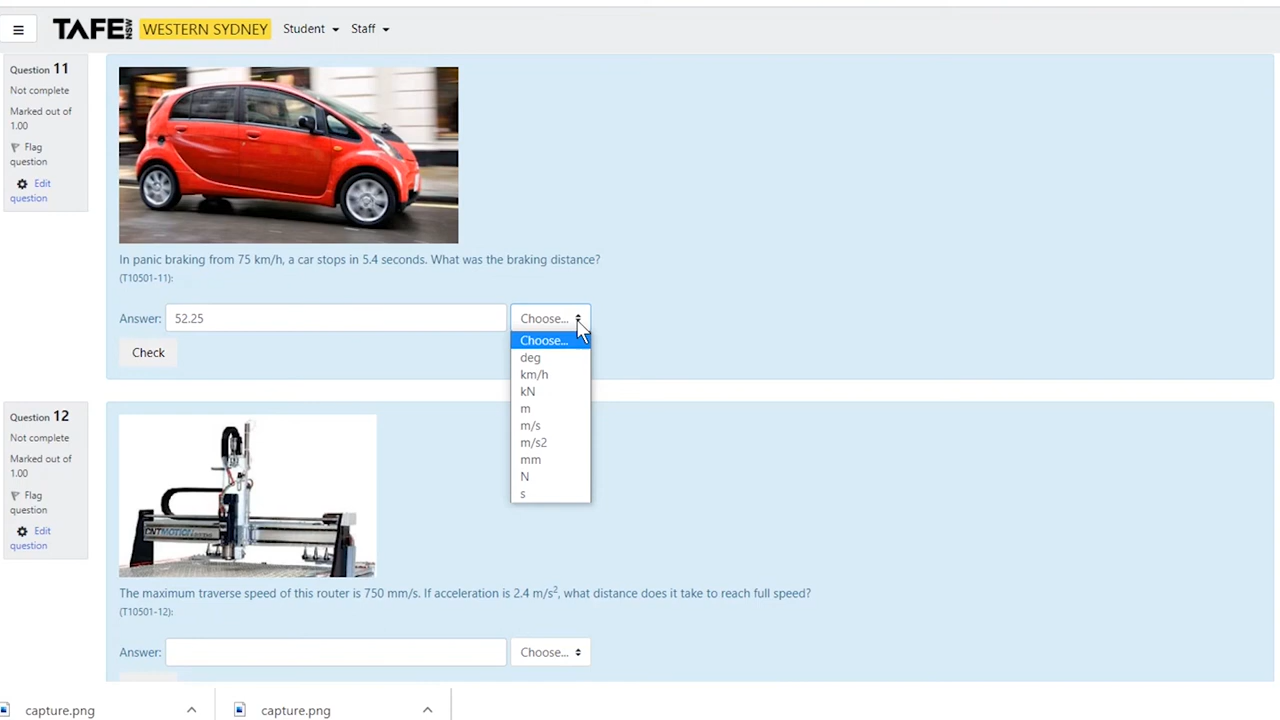 TAFE NSW WESTERN SYDNEY Student Staff
Question 11
Not complete
Marked out of
1.00
Flag
question
Edit
question
In panic braking from 75 km/h, a car stops in 5.4 seconds. What was the braking distance?
(T10501-11):
Answer: 52.25 Choose...
Check
Choose...
deg
km/h
kN
m
m/s
m/s2
mm
N
s
Question 12
Not complete
Marked out of
1.00
Flag
question
Edit
question
CNTMOTION
The maximum traverse speed of this router is 750 mm/s. If acceleration is 2.4 m/s², what distance does it take to reach full speed?
(T10501-12):
Answer: Choose...
capture.png capture.png